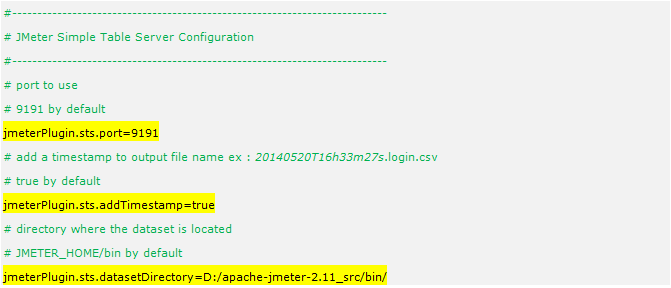 #---------------------------------------------------------------------------
# JMeter Simple Table Server Configuration
#---------------------------------------------------------------------------
# port to use
# 9191 by default
jmeterPlugin.sts.port=9191
# add a timestamp to output file name ex : 20140520T16h33m27s.login.csv
# true by default
jmeterPlugin.sts.addTimestamp=true
# directory where the dataset is located
# JMETER_HOME/bin by default
jmeterPlugin.sts.datasetDirectory=D:/apache-jmeter-2.11_src/bin/